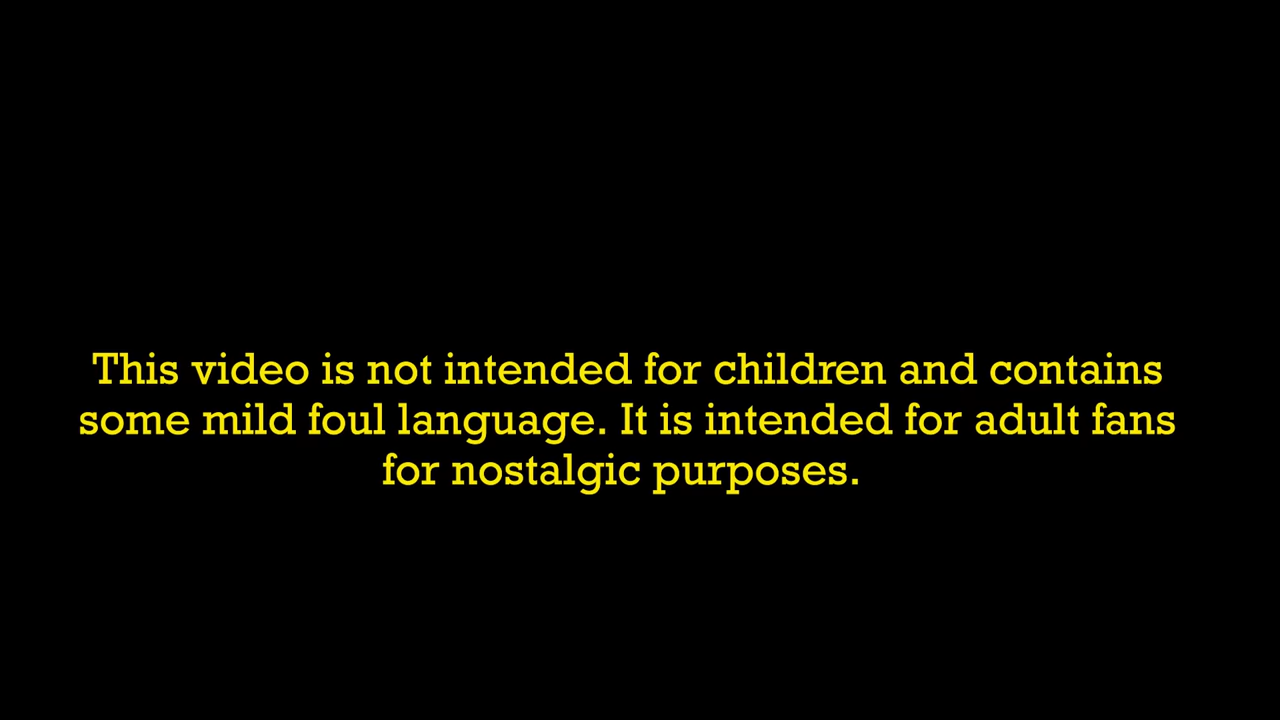 This video is not intended for children and contains
some mild foul language. It is intended for adult fans
for nostalgic purposes.